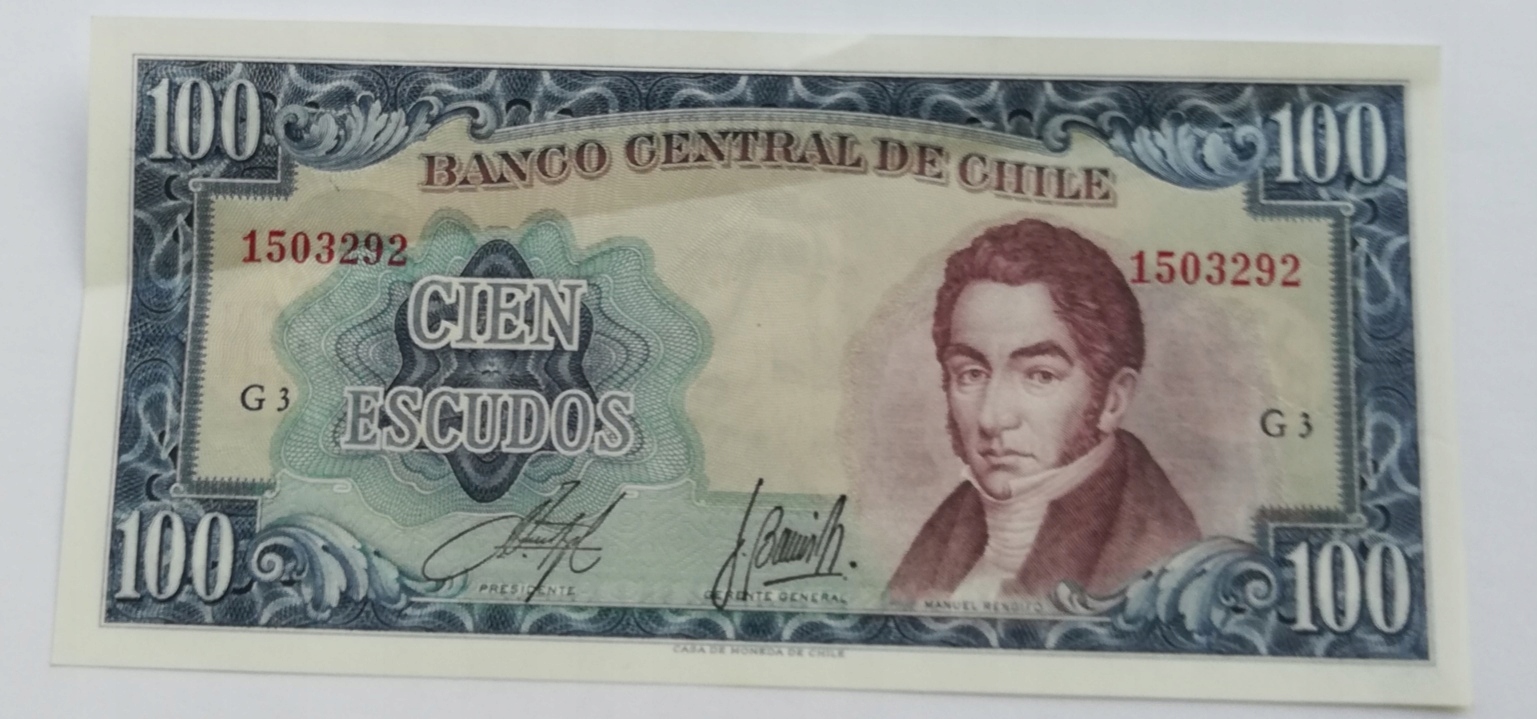 100 100
BANCO CENTRAL DE CHILE
1503292 1503292
CIEN
ESCUDOS
G 3 G 3
PRESIDENTE GERENTE GENERAL MANUEL RENGIFO
100 100
CASA DE MONEDA DE CHILE